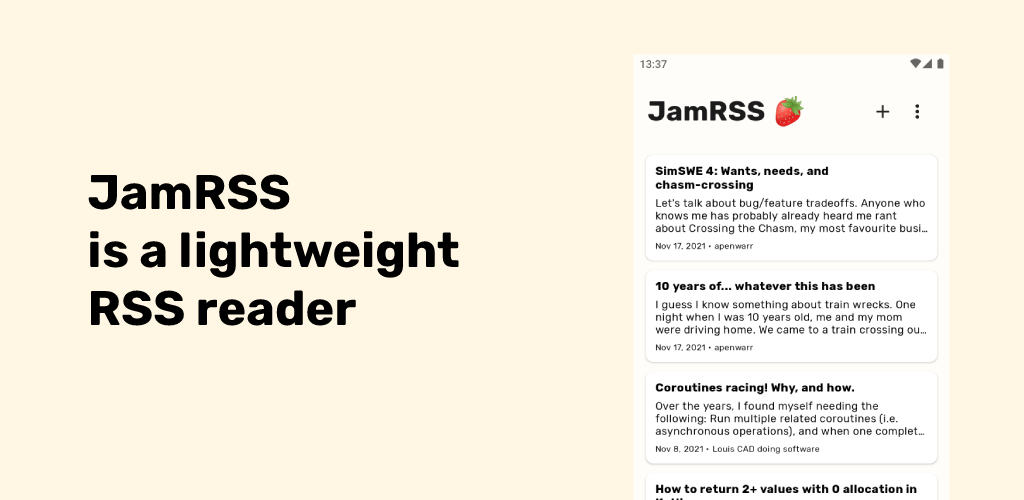 JamRSS
is a lightweight
RSS reader
13:37
JamRSS
SimSWE 4: Wants, needs, and
chasm-crossing
Let's talk about bug/feature tradeoffs. Anyone who
knows me has probably already heard me rant
about Crossing the Chasm, my most favourite busi…
Nov 17, 2021 • apenwarr
10 years of... whatever this has been
I guess I know something about train wrecks. One
night when I was 10 years old, me and my mom
were driving home. We came to a train crossing ou…
Nov 17, 2021 • apenwarr
Coroutines racing! Why, and how.
Over the years, I found myself needing the
following: Run multiple related coroutines (i.e.
asynchronous operations), and when one complet…
Nov 8, 2021 • Louis CAD doing software
How to return 2+ values with 0 allocation in